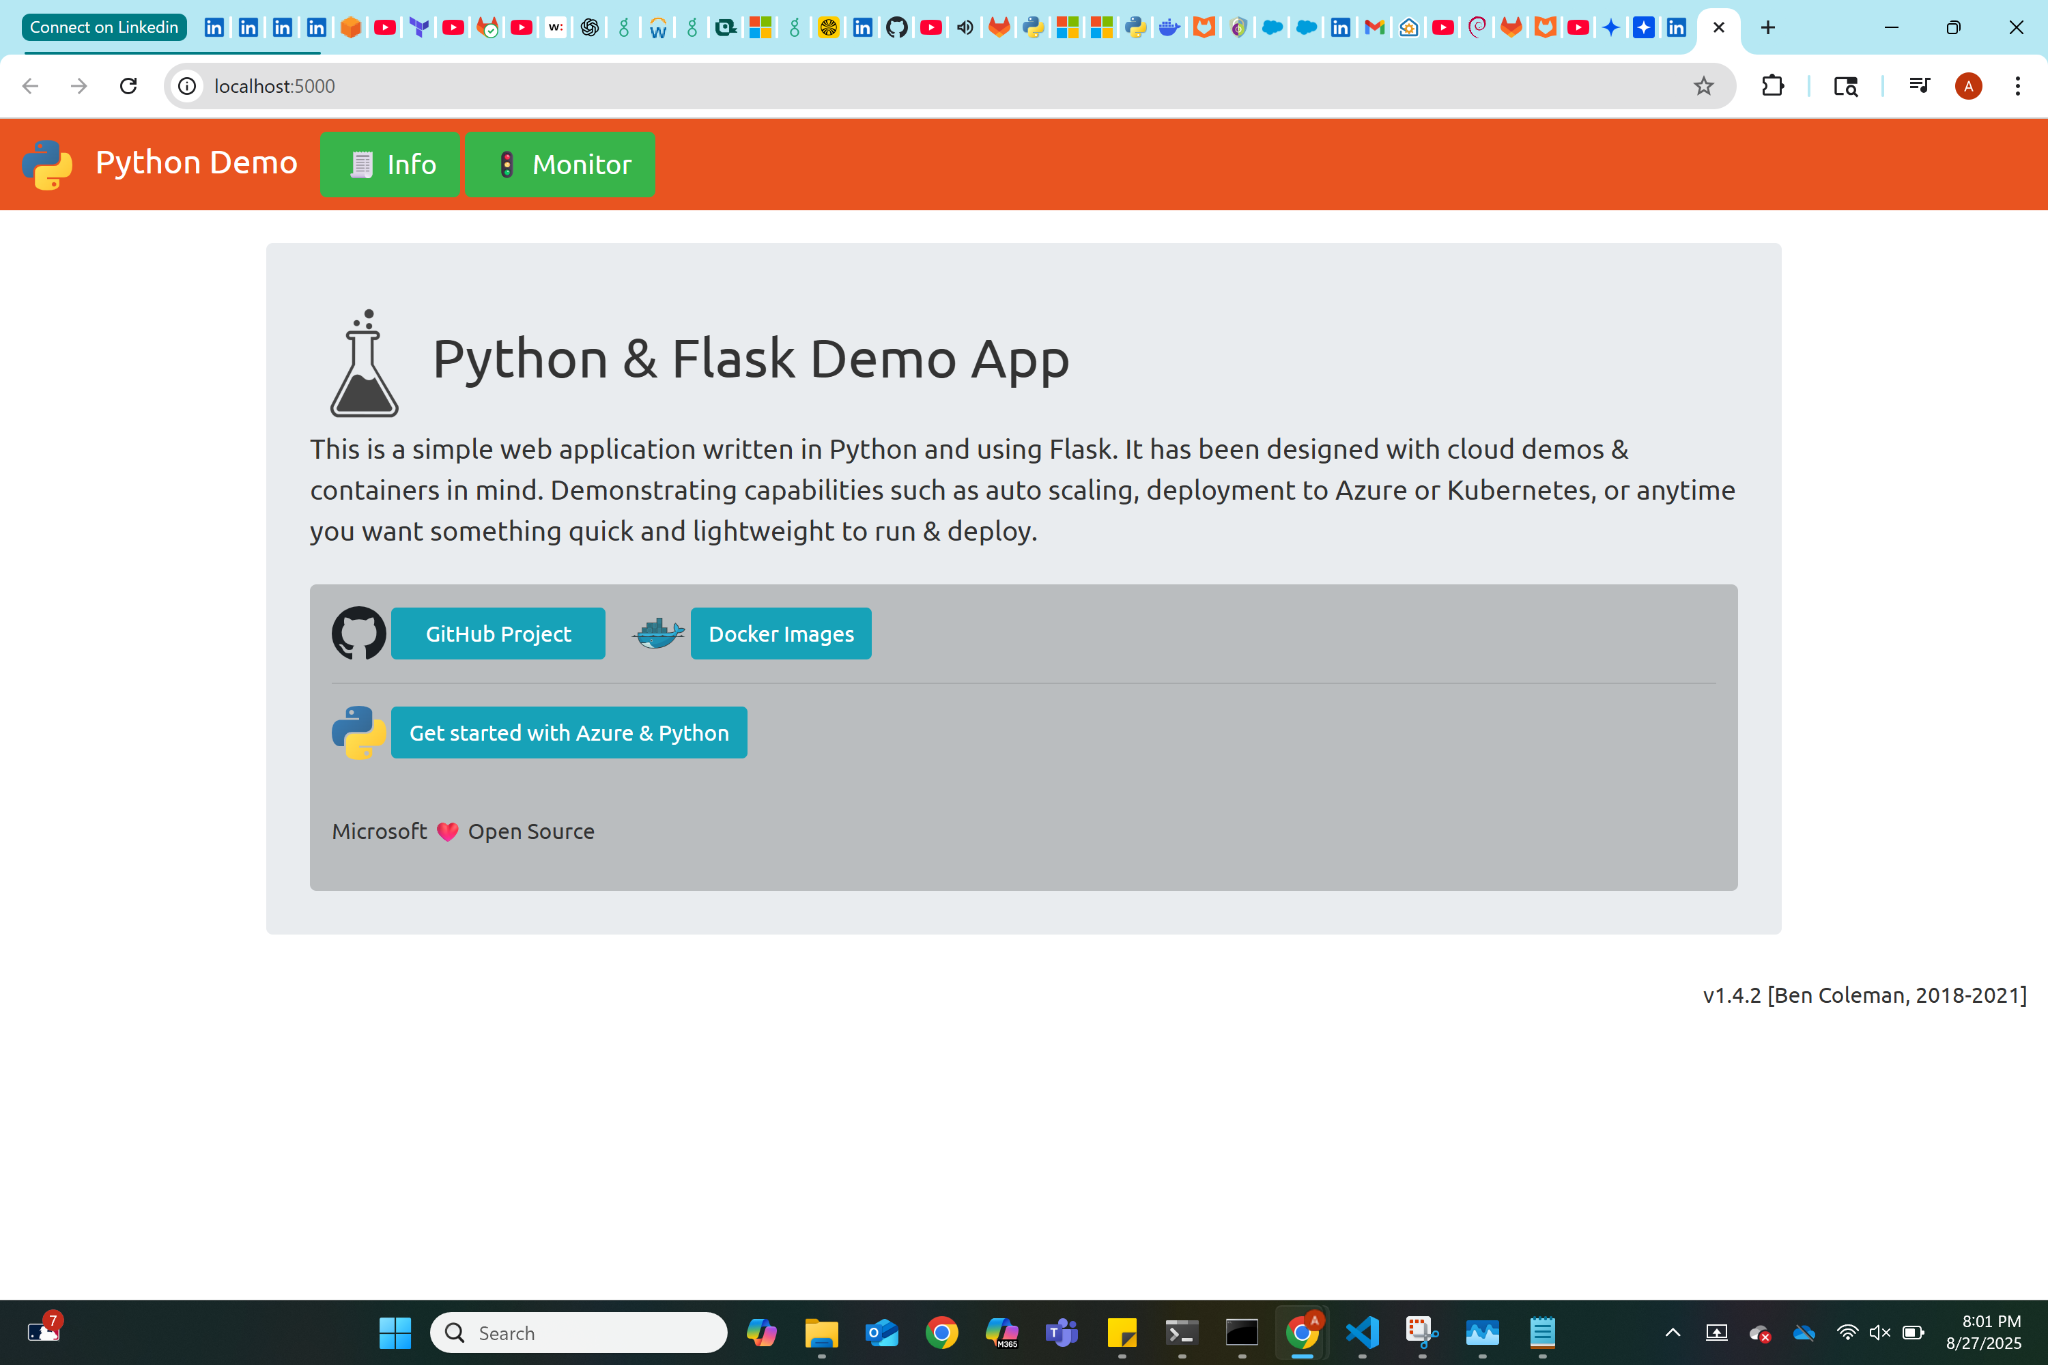 Connect on Linkedin
w:
localhost:5000
A
Python Demo
Info
Monitor
Python & Flask Demo App
This is a simple web application written in Python and using Flask. It has been designed with cloud demos &
containers in mind. Demonstrating capabilities such as auto scaling, deployment to Azure or Kubernetes, or anytime
you want something quick and lightweight to run & deploy.
GitHub Project
Docker Images
Get started with Azure & Python
Microsoft ❤ Open Source
v1.4.2 [Ben Coleman, 2018-2021]
7
Search
M365
A
8:01 PM
8/27/2025